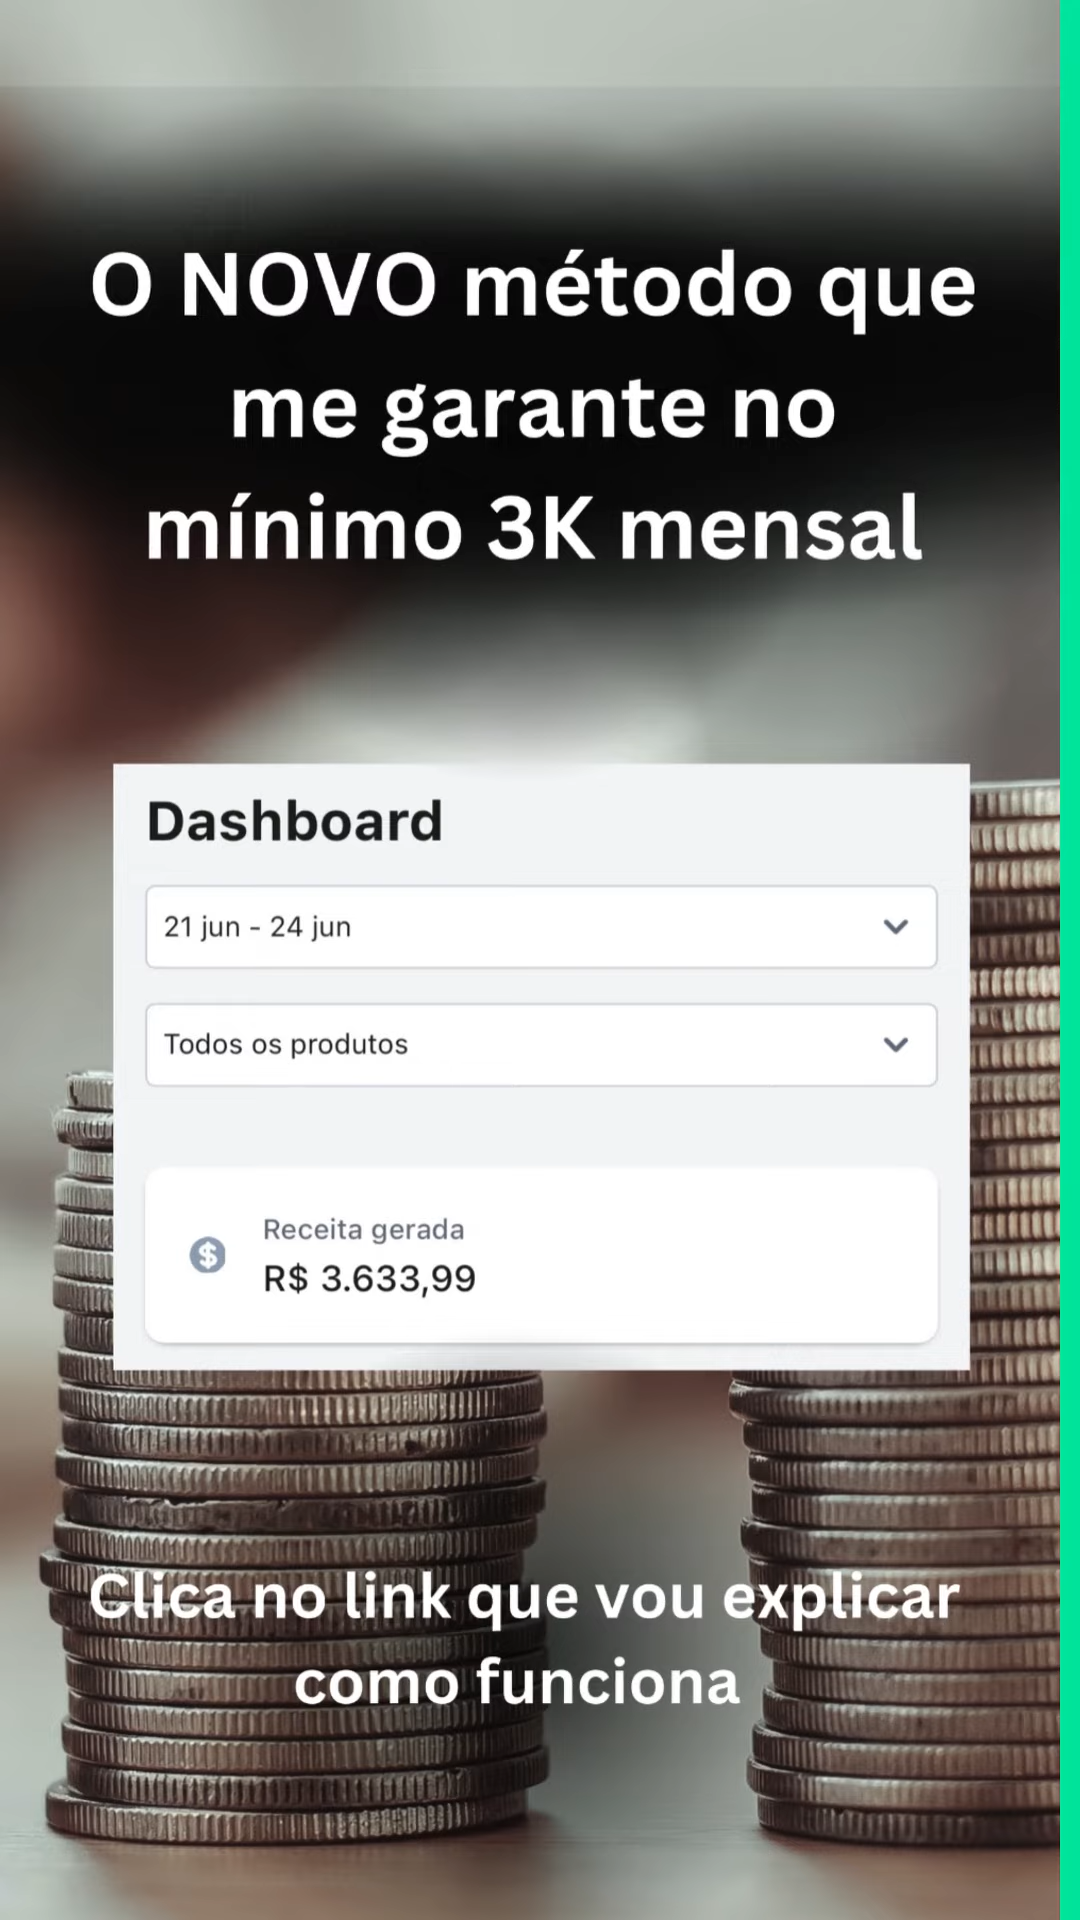 O NOVO método que
me garante no
mínimo 3K mensal
Dashboard
21 jun - 24 jun
Todos os produtos
Receita gerada
R$ 3.633,99
Clica no link que vou explicar
como funciona